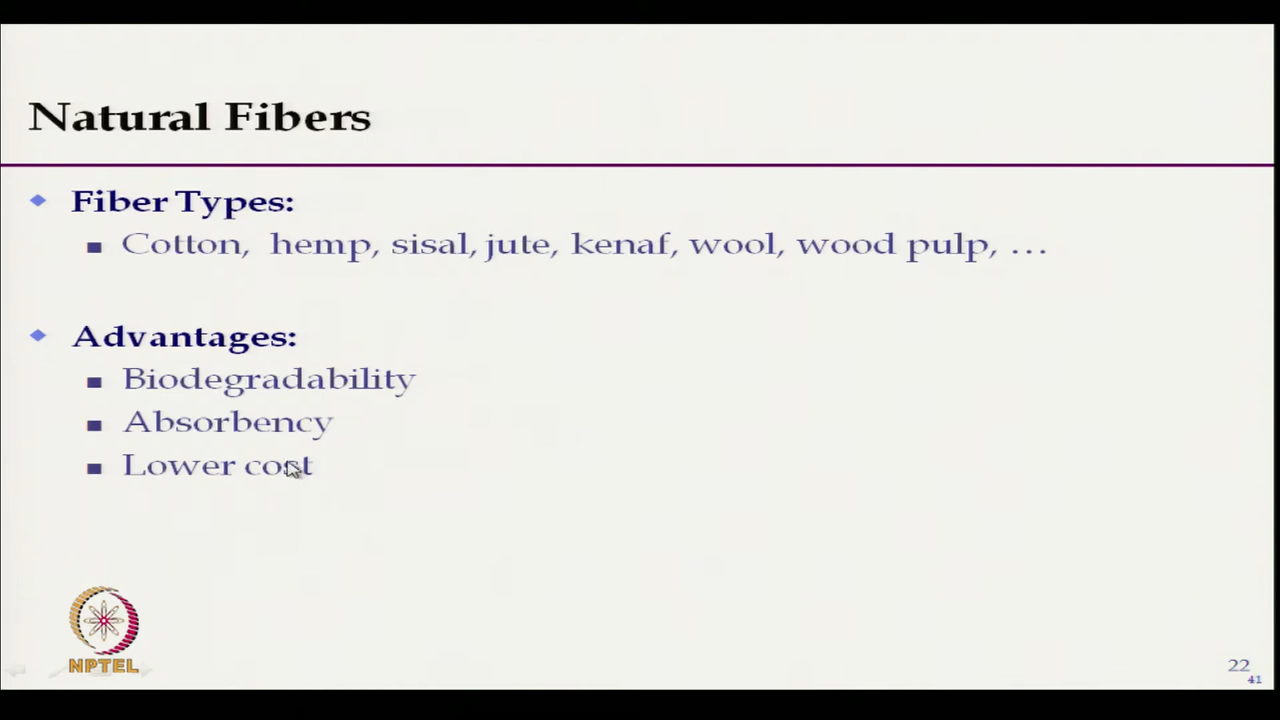 Natural Fibers
Fiber Types:
Cotton, hemp, sisal, jute, kenaf, wool, wood pulp, …
Advantages:
Biodegradability
Absorbency
Lower cost
NPTEL
22
41